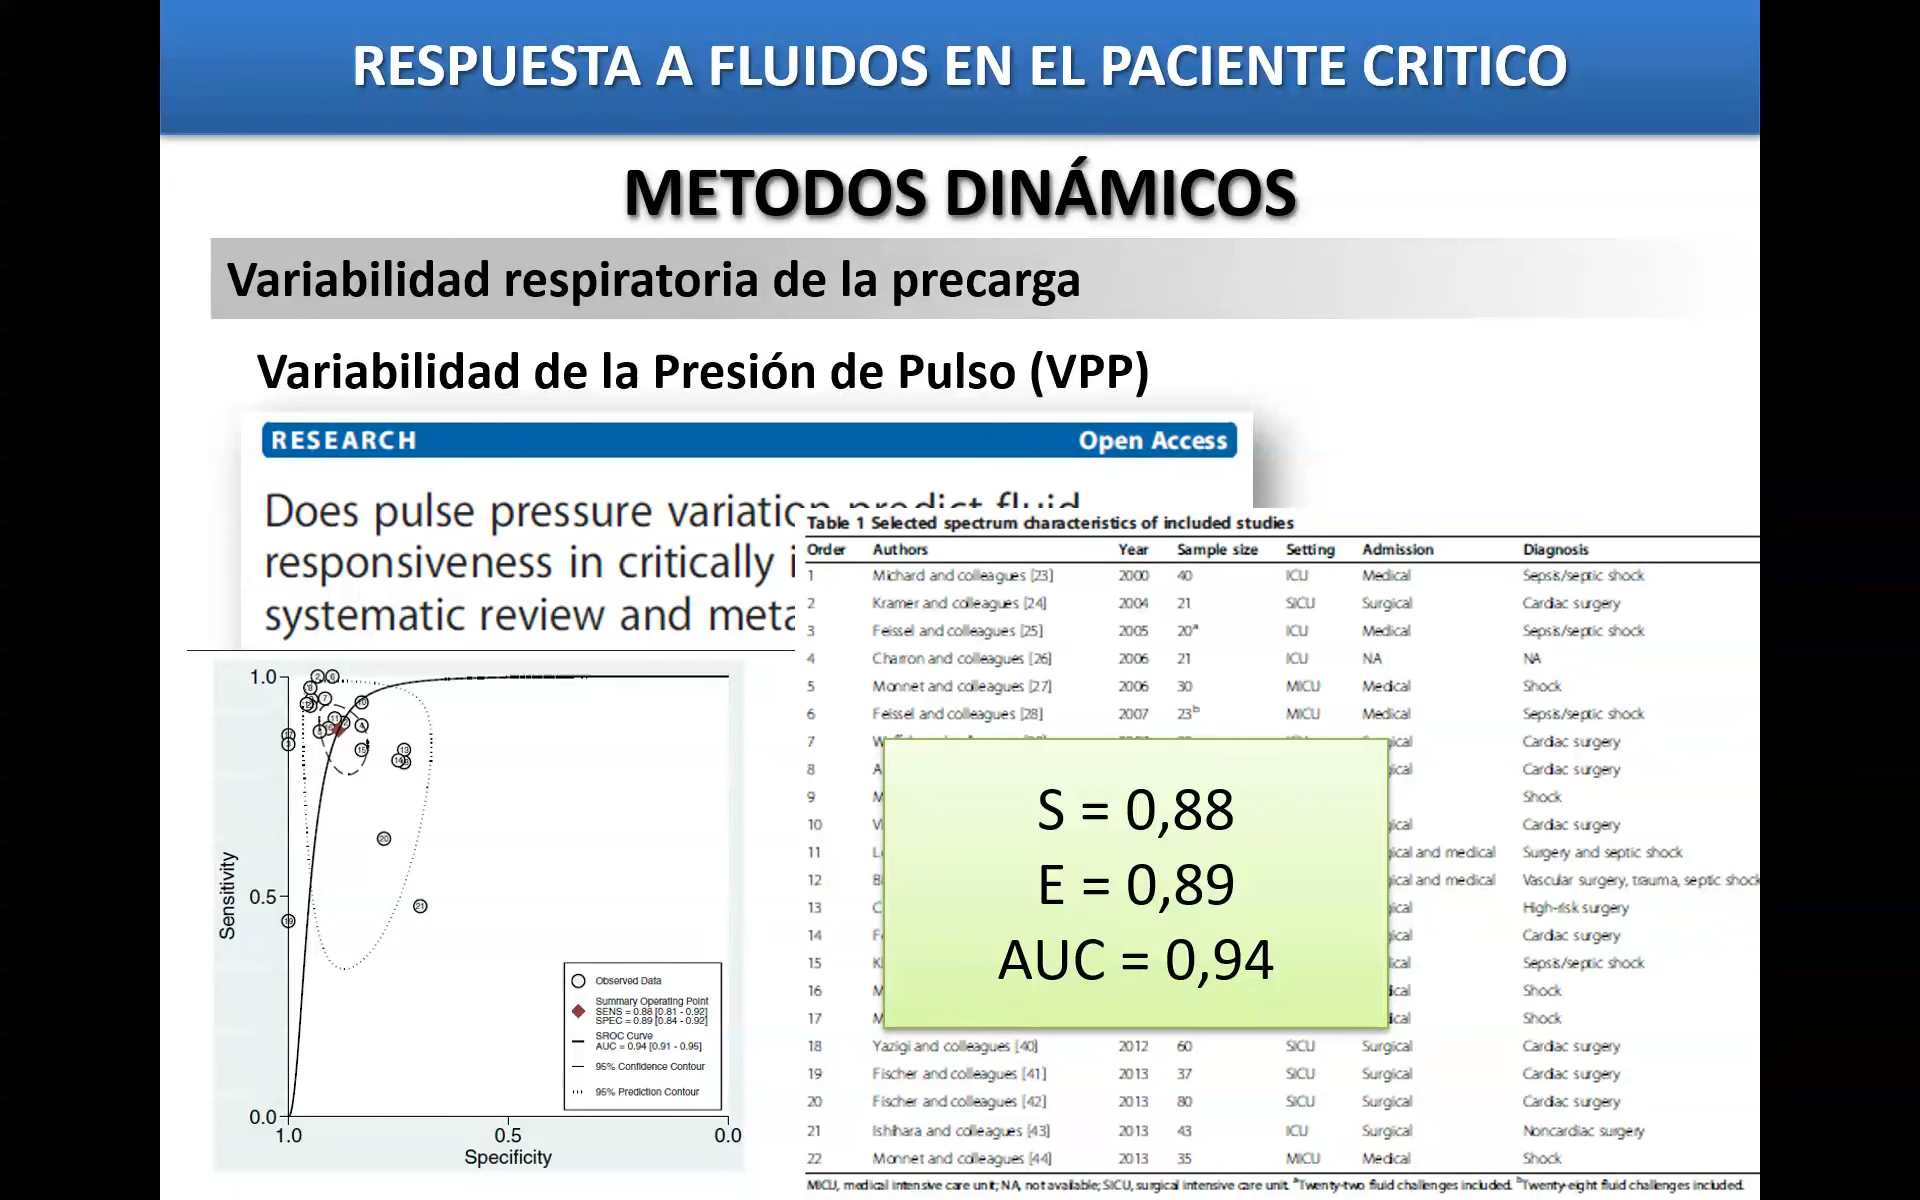 RESPUESTA A FLUIDOS EN EL PACIENTE CRITICO
METODOS DINÁMICOS
Variabilidad respiratoria de la precarga
Variabilidad de la Presión de Pulso (VPP)
RESEARCH Open Access
Does pulse pressure variation predict fluid
responsiveness in critically
systematic review and meta
Table 1 Selected spectrum characteristics of included studies
Order Authors Year Sample size Setting Admission Diagnosis
1 Michard and colleagues [23] 2000 40 ICU Medical Sepsis/septic shock
2 Kramer and colleagues [24] 2004 21 SICU Surgical Cardiac surgery
3 Feissel and colleagues [25] 2005 20a ICU Medical Sepsis/septic shock
4 Charron and colleagues [26] 2006 21 ICU NA NA
5 Monnet and colleagues [27] 2006 30 MICU Medical Shock
6 Feissel and colleagues [28] 2007 23b MICU Medical Sepsis/septic shock
7 Cardiac surgery
8 Cardiac surgery
9 Shock
10 Cardiac surgery
11 and medical Surgery and septic shock
12 and medical Vascular surgery, trauma, septic shock
13 High-risk surgery
14 Cardiac surgery
15 Sepsis/septic shock
16 Shock
17 Shock
18 Yazigi and colleagues [40] 2012 60 SICU Surgical Cardiac surgery
19 Fischer and colleagues [41] 2013 37 SICU Surgical Cardiac surgery
20 Fischer and colleagues [42] 2013 80 SICU Surgical Cardiac surgery
21 Ishihara and colleagues [43] 2013 43 ICU Surgical Noncardiac surgery
22 Monnet and colleagues [44] 2013 35 MICU Medical Shock
MICU, medical intensive care unit; NA, not available; SICU, surgical intensive care unit. aTwenty-two fluid challenges included. bTwenty-eight fluid challenges included.
S = 0,88
E = 0,89
AUC = 0,94
1.0
0.5
0.0
Sensitivity
1.0 0.5 0.0
Specificity
Observed Data
Summary Operating Point
SENS = 0.88 [0.81 - 0.92]
SPEC = 0.89 [0.84 - 0.92]
SROC Curve
AUC = 0.94 [0.91 - 0.95]
95% Confidence Contour
95% Prediction Contour